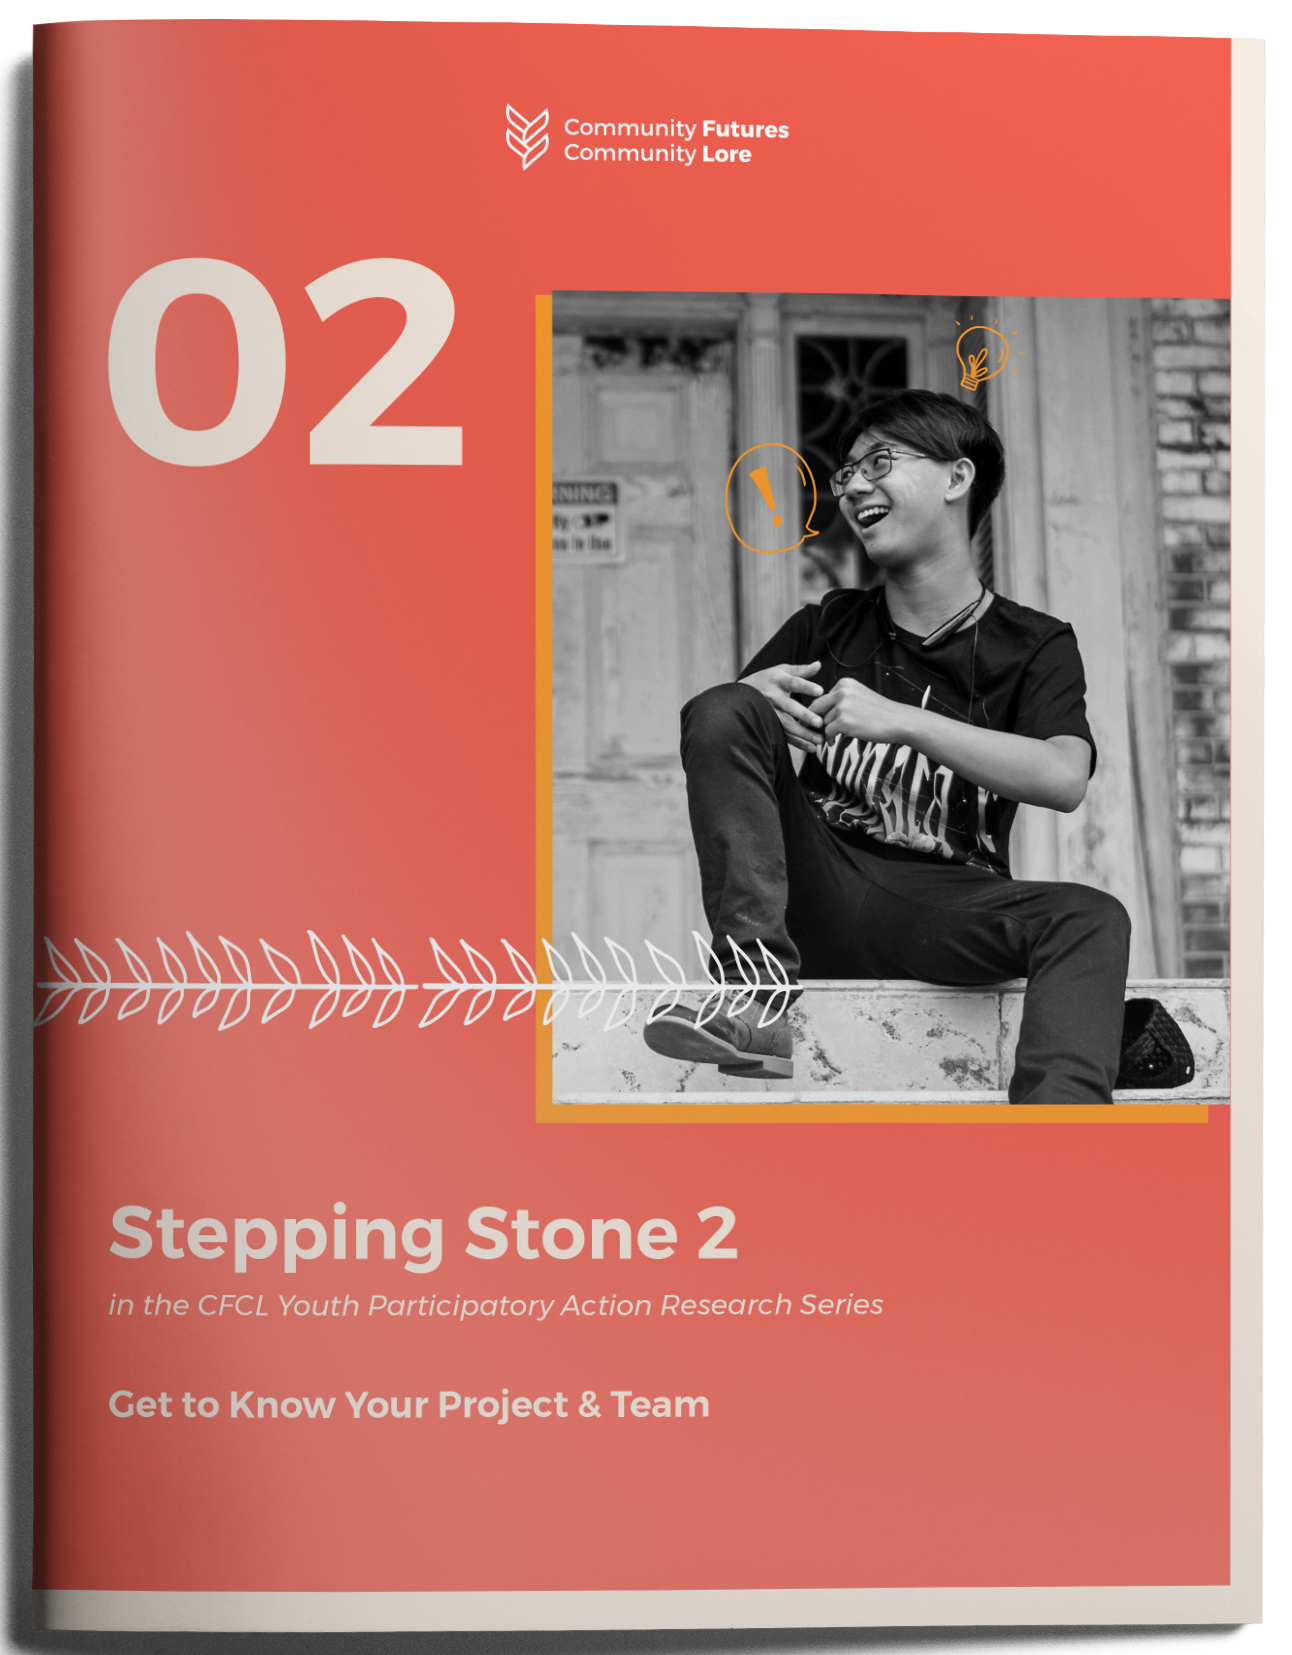 Community Futures
Community Lore
02
Stepping Stone 2
in the CFCL Youth Participatory Action Research Series
Get to Know Your Project & Team